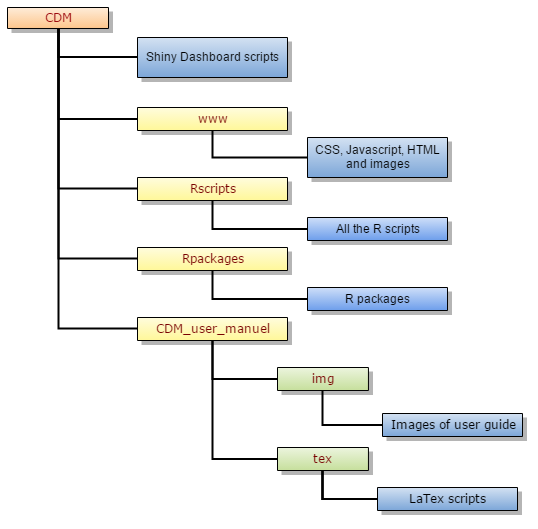 CDM
Shiny Dashboard scripts
www
CSS, Javascript, HTML
and images
Rscripts
All the R scripts
Rpackages
R packages
CDM_user_manuel
img
Images of user guide
tex
LaTex scripts